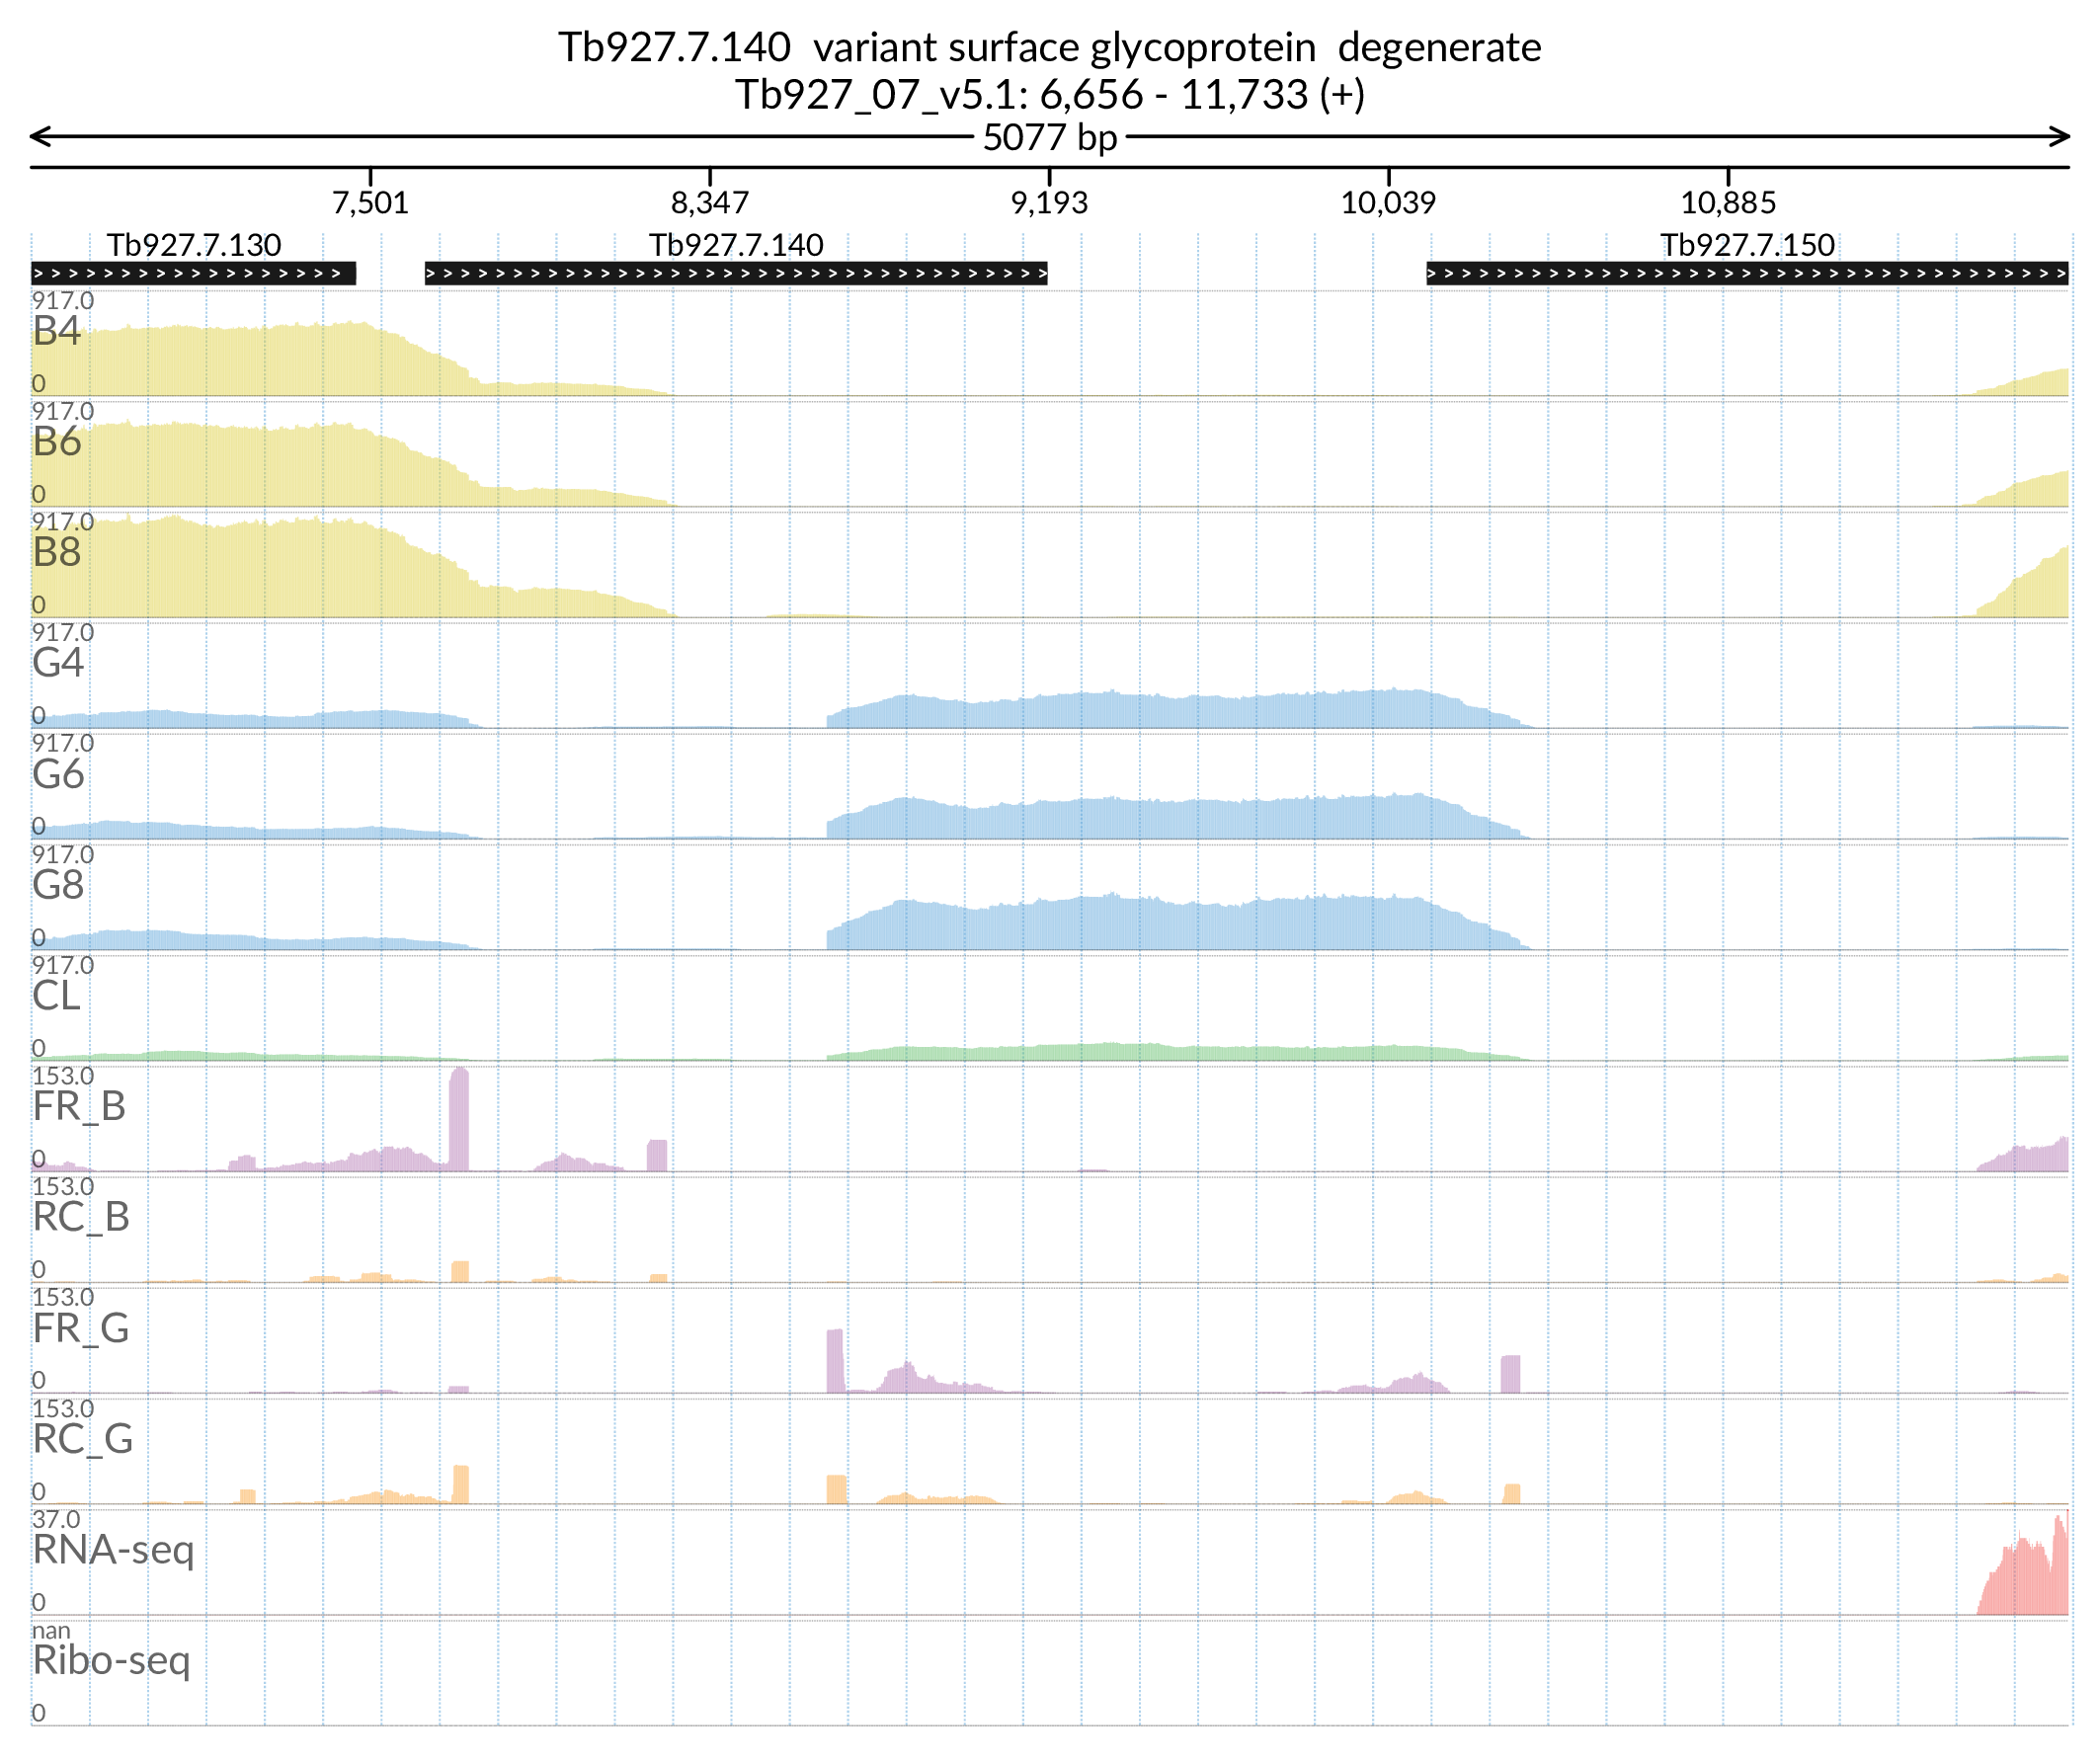 Tb927.7.140 variant surface glycoprotein degenerate
Tb927_07_v5.1: 6,656 - 11,733 (+)
5077 bp
7,501 8,347 9,193 10,039 10,885
Tb927.7.130 Tb927.7.140 Tb927.7.150
917.0
B4
0
917.0
B6
0
917.0
B8
0
917.0
G4
0
917.0
G6
0
917.0
G8
0
917.0
CL
0
153.0
FR_B
0
153.0
RC_B
0
153.0
FR_G
0
153.0
RC_G
0
37.0
RNA-seq
0
nan
Ribo-seq
0